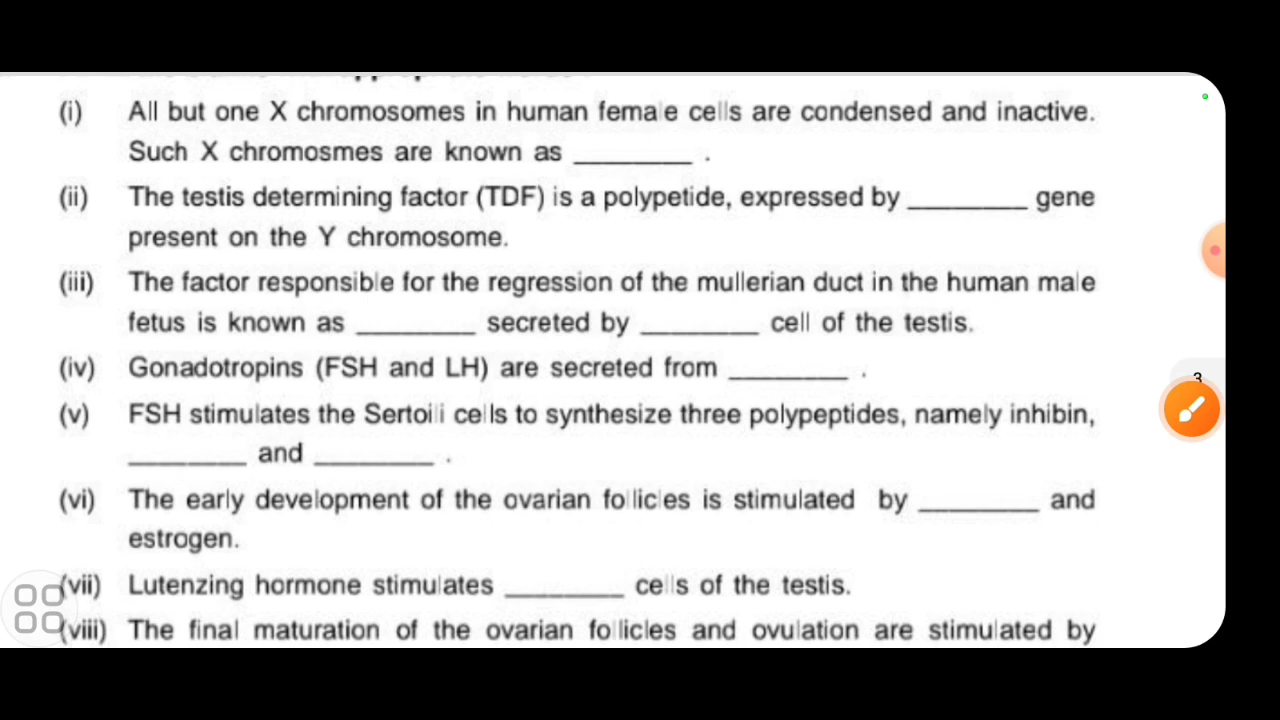 (i) All but one X chromosomes in human female cells are condensed and inactive.
Such X chromosmes are known as ________ .
(ii) The testis determining factor (TDF) is a polypetide, expressed by ________ gene
present on the Y chromosome.
(iii) The factor responsible for the regression of the mullerian duct in the human male
fetus is known as ________ secreted by ________ cell of the testis.
(iv) Gonadotropins (FSH and LH) are secreted from ________ .
3
(v) FSH stimulates the Sertoili cells to synthesize three polypeptides, namely inhibin,
________ and ________ .
(vi) The early development of the ovarian follicles is stimulated by ________ and
estrogen.
(vii) Lutenzing hormone stimulates ________ cells of the testis.
(viii) The final maturation of the ovarian follicles and ovulation are stimulated by